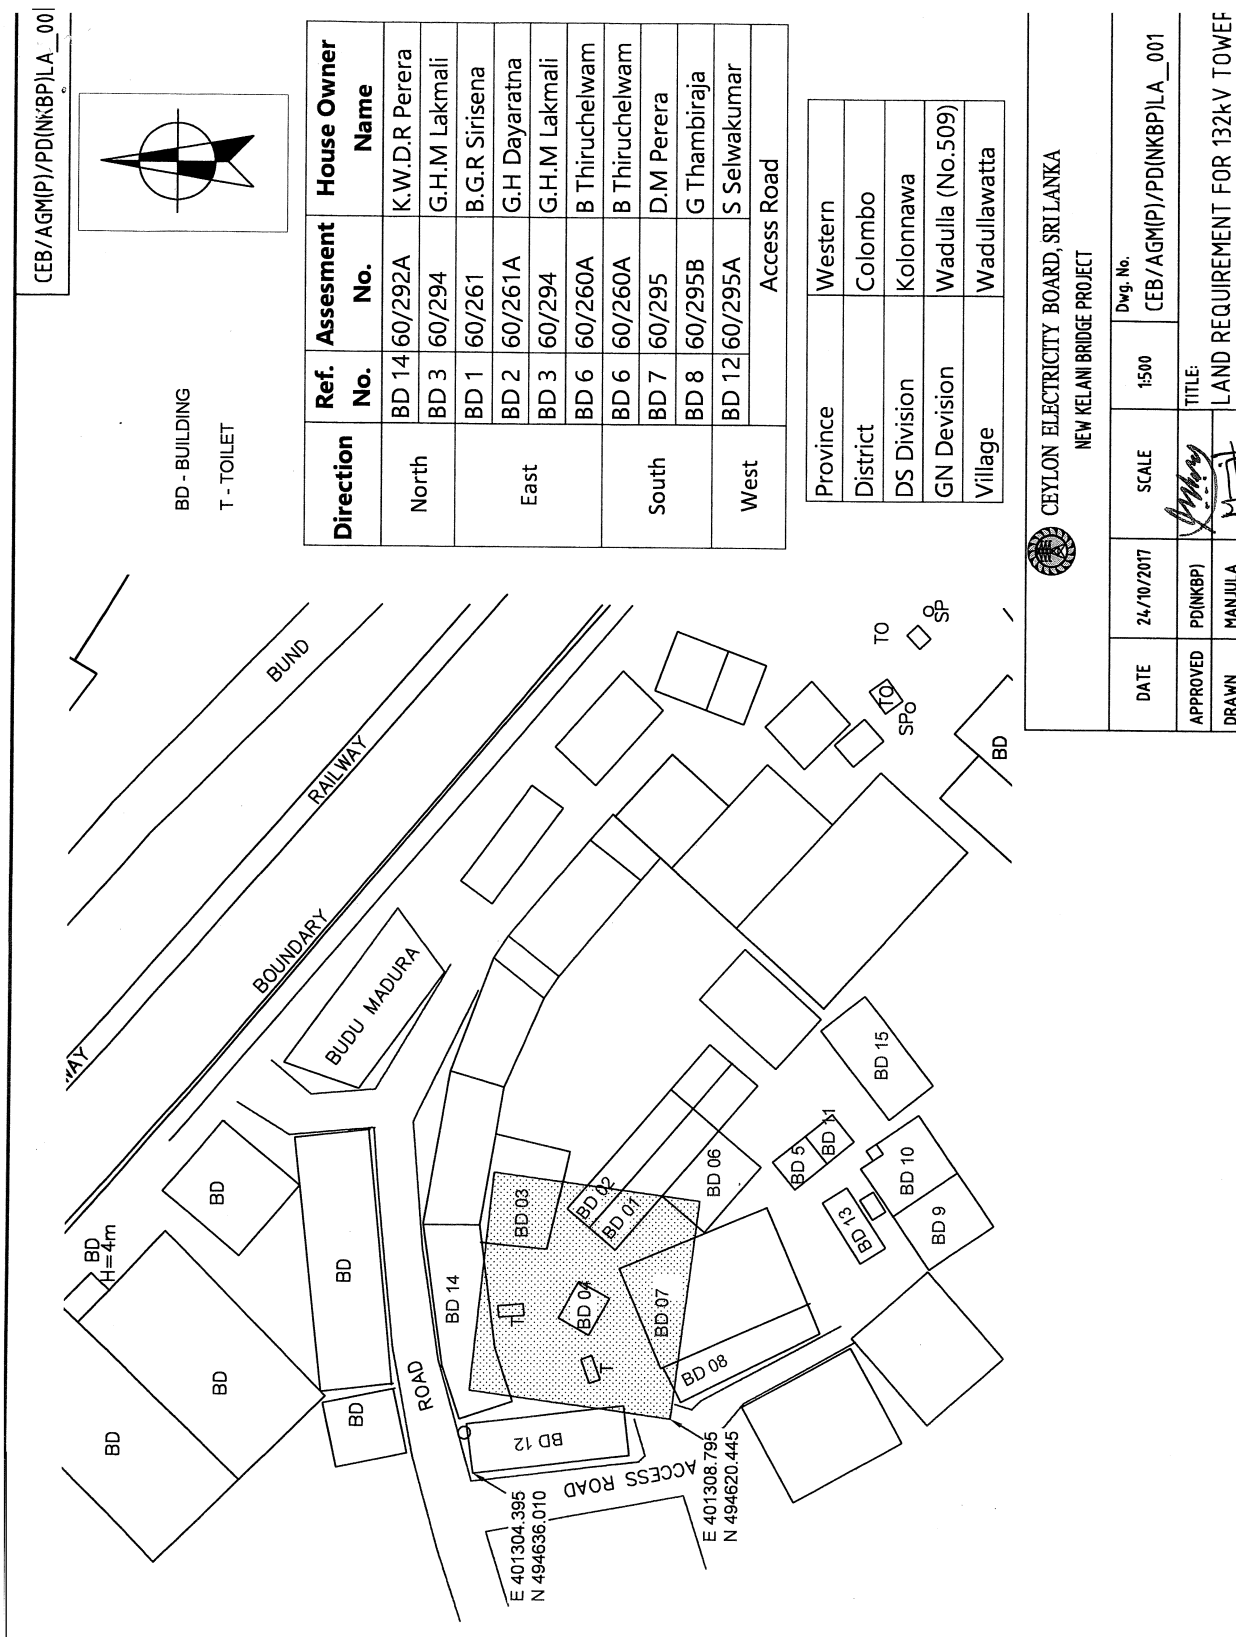 CEB/AGM(P)/PD(NKBP)LA_00
BD - BUILDING
T - TOILET
Direction Ref. No. Assesment No. House Owner Name
North BD 14 60/292A K.W.D.R Perera
BD 3 60/294 G.H.M Lakmali
East BD 1 60/261 B.G.R Sirisena
BD 2 60/261A G.H Dayaratna
BD 3 60/294 G.H.M Lakmali
BD 6 60/260A B Thiruchelwam
South BD 6 60/260A B Thiruchelwam
BD 7 60/295 D.M Perera
BD 8 60/295B G Thambiraja
West BD 12 60/295A S Selwakumar
Access Road
Province Western
District Colombo
DS Division Kolonnawa
GN Devision Wadulla (No.509)
Village Wadullawatta
CEYLON ELECTRICITY BOARD, SRI LANKA
NEW KELANI BRIDGE PROJECT
DATE 24/10/2017 SCALE 1:500 Dwg. No.
CEB/AGM(P)/PD(NKBP)LA_001
APPROVED PD(NKBP) TITLE:
DRAWN MANJULA LAND REQUIREMENT FOR 132kV TOWER
BUND
RAILWAY
BOUNDARY
BUDU MADURA
BD
H=4m
BD
BD
BD
BD
BD
ROAD
BD 14
BD 03
BD 02
BD 01
BD 04
T
T
BD 06
BD 07
BD 08
BD 12
ACCESS ROAD
BD 5
BD 11
BD 15
BD 10
BD 13
BD 9
BD
TO
SP
TO
SP
E 401304.395
N 494636.010
E 401308.795
N 494620.445